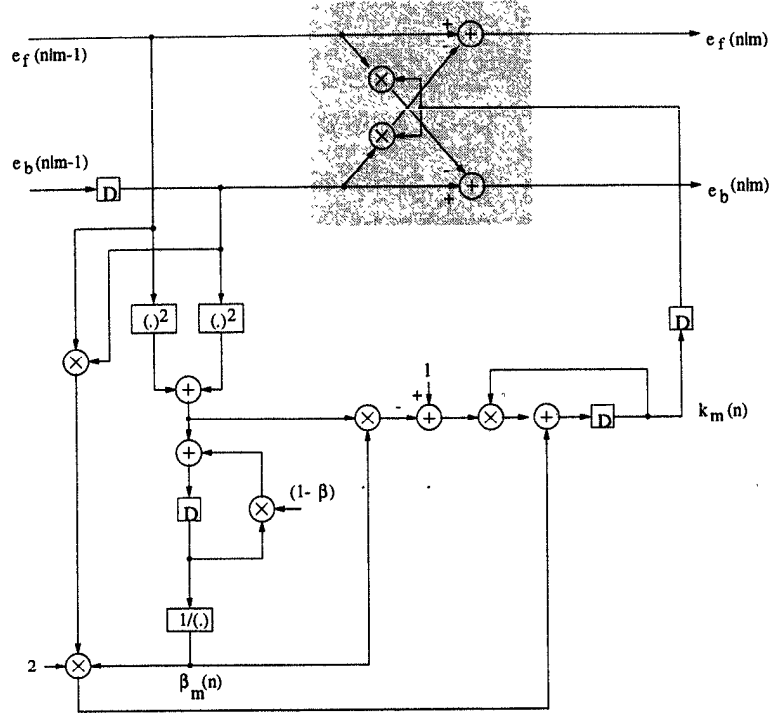 +
-
e_f(n|m-1)
e_f(n|m)
×
×
e_b(n|m-1)
D
-
+
e_b(n|m)
(.)²
(.)²
D
×
+
1
+
-
×
+
×
+
D
k_m(n)
+
D
×
(1- β)
1/(.)
2
×
β_m(n)